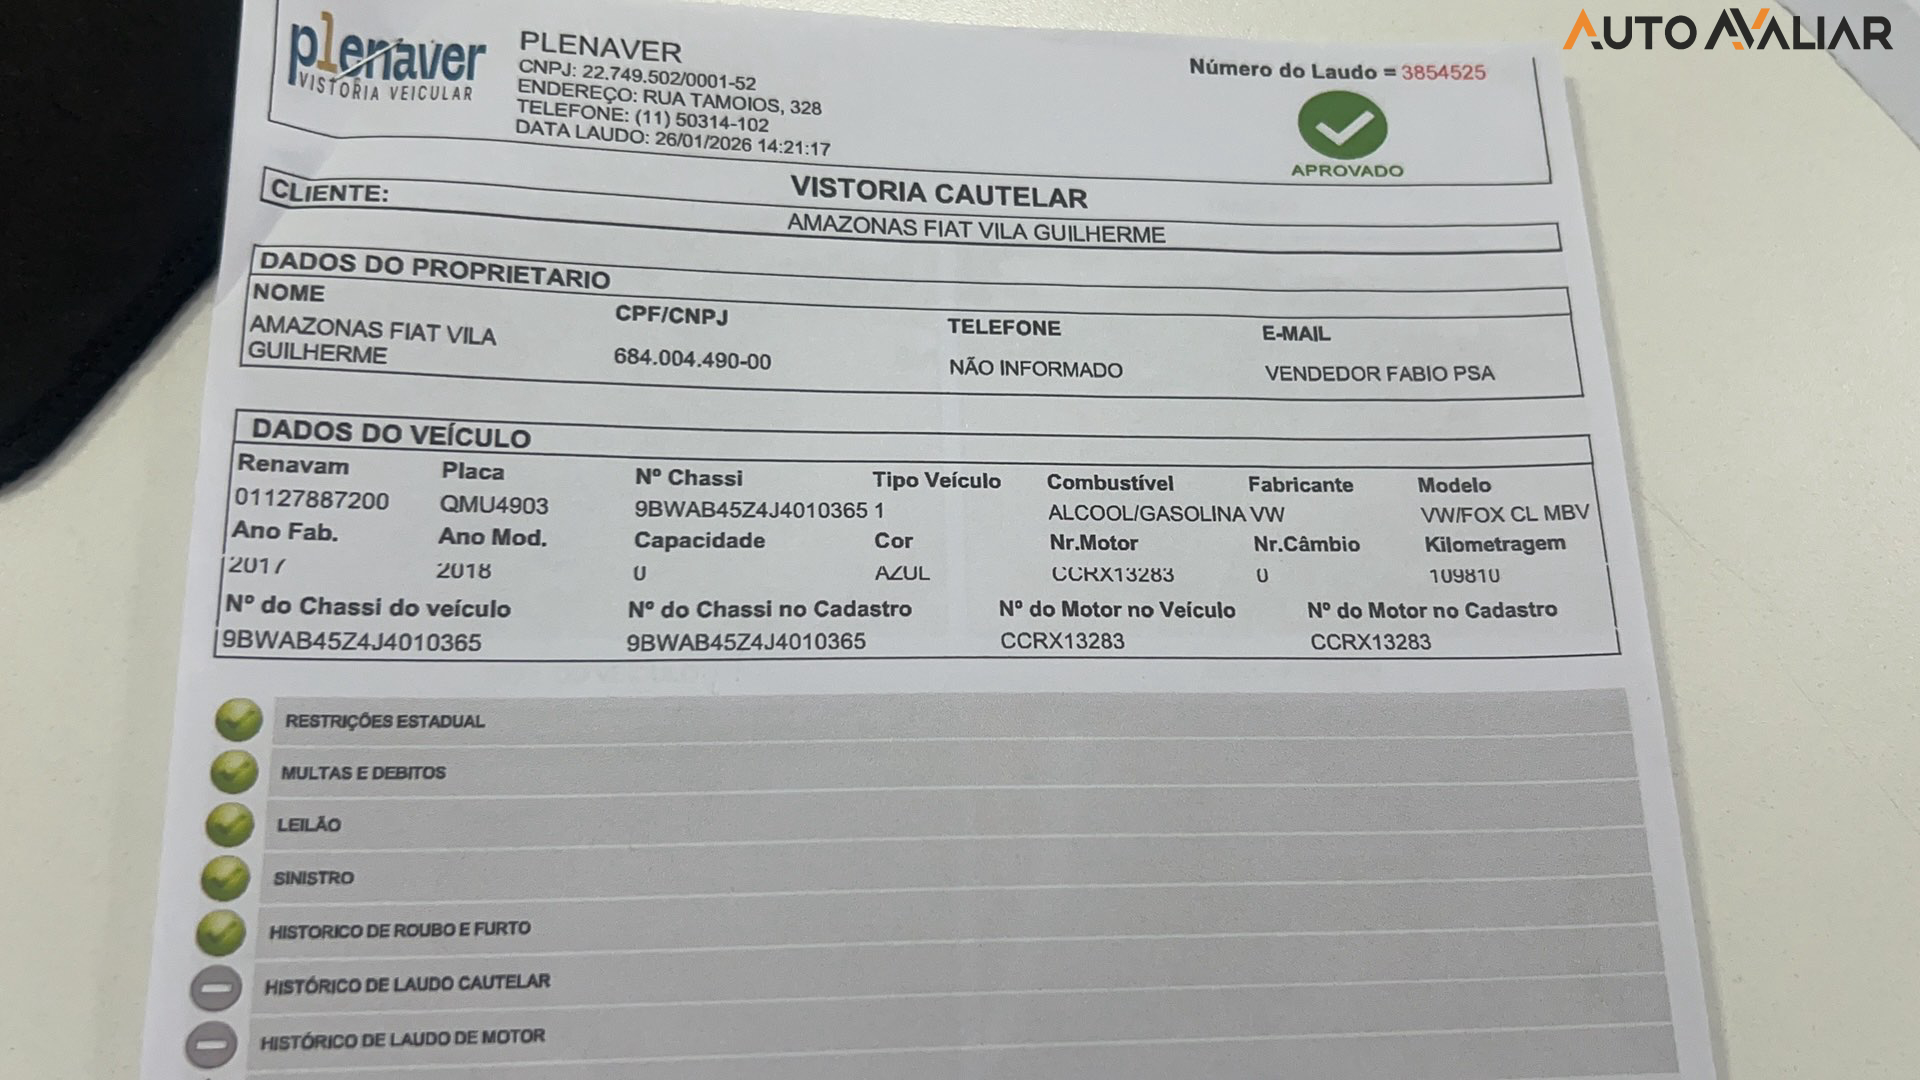 AUTO AVALIAR
plenaver
VISTORIA VEICULAR
PLENAVER
CNPJ: 22.749.502/0001-52
ENDEREÇO: RUA TAMOIOS, 328
TELEFONE: (11) 50314-102
DATA LAUDO: 26/01/2026 14:21:17
Número do Laudo = 3854525
APROVADO
VISTORIA CAUTELAR
CLIENTE:
AMAZONAS FIAT VILA GUILHERME
DADOS DO PROPRIETARIO
NOME CPF/CNPJ TELEFONE E-MAIL
AMAZONAS FIAT VILA
GUILHERME 684.004.490-00 NÃO INFORMADO VENDEDOR FABIO PSA
DADOS DO VEÍCULO
Renavam Placa Nº Chassi Tipo Veículo Combustível Fabricante Modelo
01127887200 QMU4903 9BWAB45Z4J4010365 1 ALCOOL/GASOLINA VW VW/FOX CL MBV
Ano Fab. Ano Mod. Capacidade Cor Nr.Motor Nr.Câmbio Kilometragem
2017 2018 0 AZUL CCRX13283 0 109810
Nº do Chassi do veículo Nº do Chassi no Cadastro Nº do Motor no Veículo Nº do Motor no Cadastro
9BWAB45Z4J4010365 9BWAB45Z4J4010365 CCRX13283 CCRX13283
RESTRIÇÕES ESTADUAL
MULTAS E DEBITOS
LEILÃO
SINISTRO
HISTORICO DE ROUBO E FURTO
HISTÓRICO DE LAUDO CAUTELAR
HISTÓRICO DE LAUDO DE MOTOR